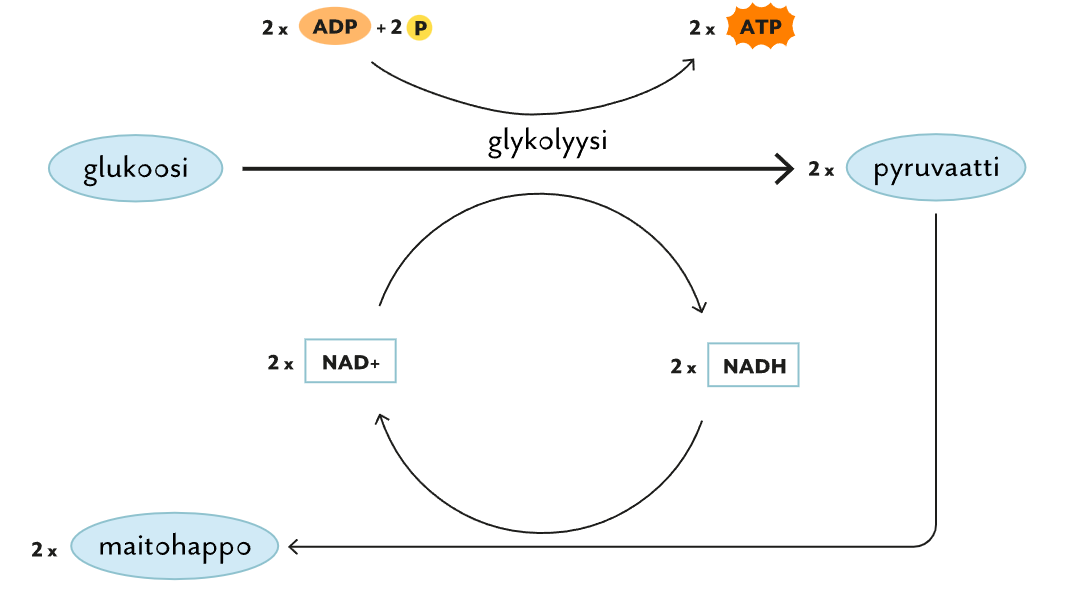 2 x ADP + 2 P
2 x ATP
glykolyysi
glukoosi
2 x pyruvaatti
2 x NAD+
2 x NADH
2 x maitohappo